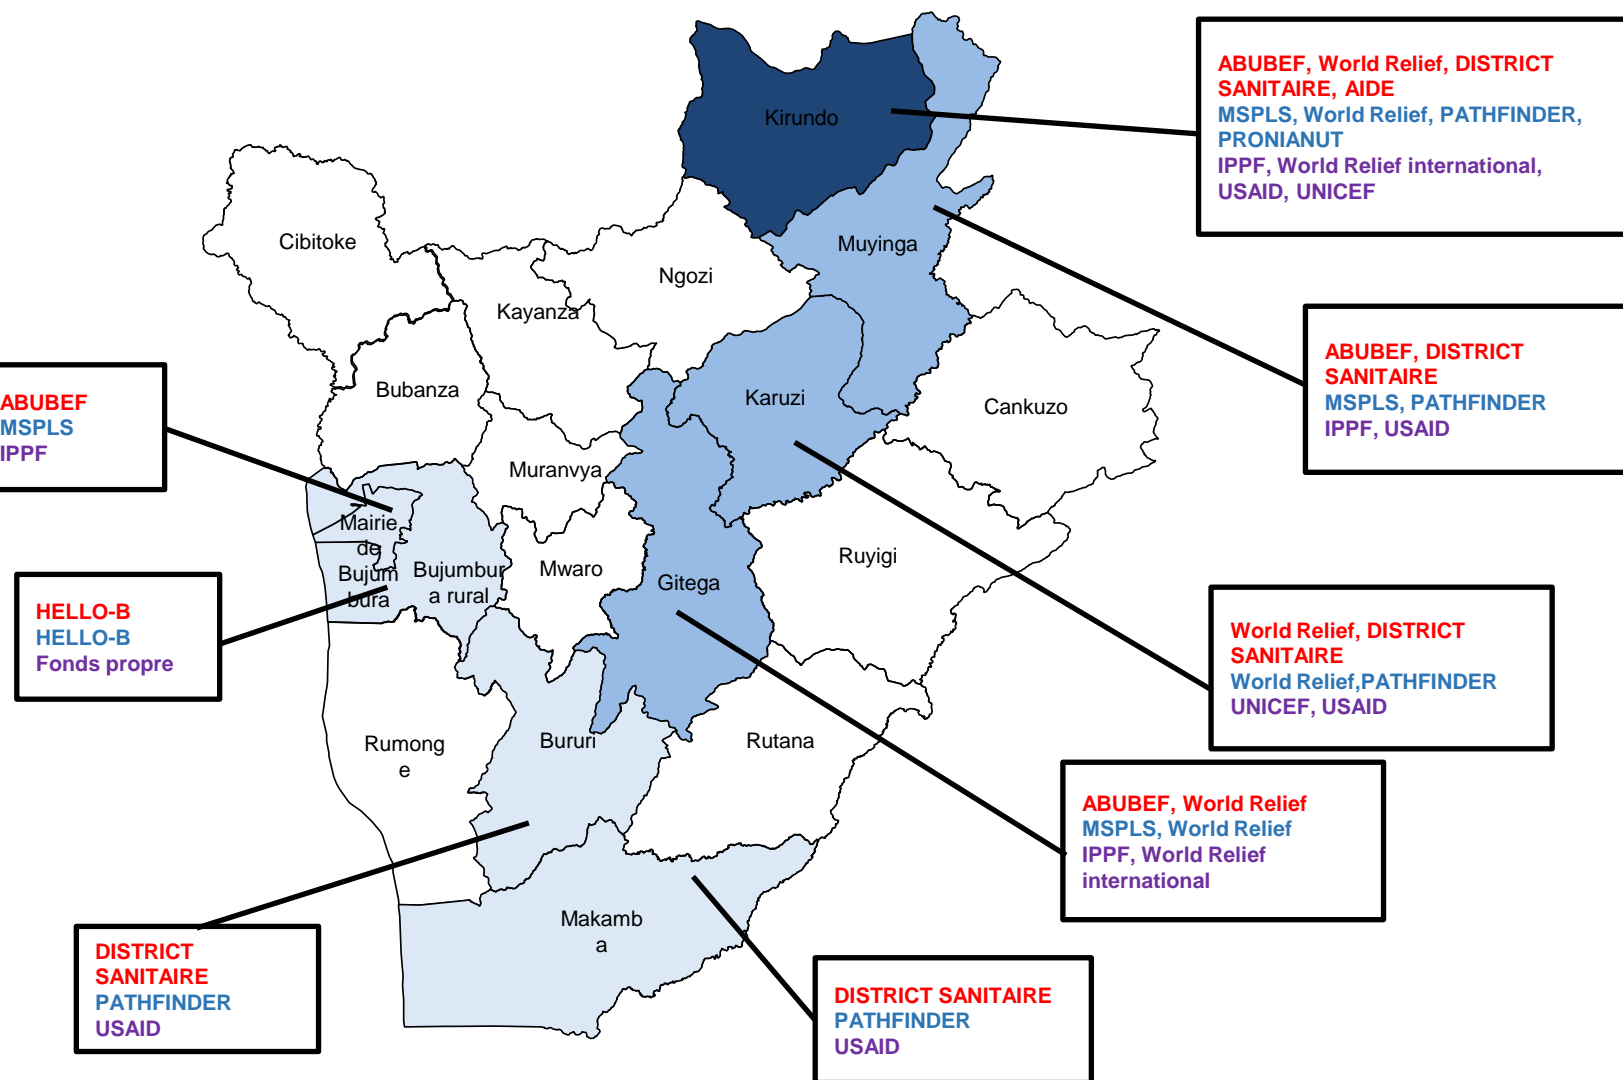 ABUBEF, World Relief, DISTRICT
SANITAIRE, AIDE
MSPLS, World Relief, PATHFINDER,
PRONIANUT
IPPF, World Relief international,
USAID, UNICEF
Kirundo
Cibitoke
Muyinga
Ngozi
Kayanza
ABUBEF, DISTRICT
SANITAIRE
MSPLS, PATHFINDER
IPPF, USAID
Bubanza
Karuzi
Cankuzo
ABUBEF
MSPLS
IPPF
Muranvya
Mairie
de
Bujum
bura
Bujumbur
a rural
Mwaro
Gitega
Ruyigi
HELLO-B
HELLO-B
Fonds propre
World Relief, DISTRICT
SANITAIRE
World Relief,PATHFINDER
UNICEF, USAID
Rumong
e
Bururi
Rutana
ABUBEF, World Relief
MSPLS, World Relief
IPPF, World Relief
international
Makamb
a
DISTRICT
SANITAIRE
PATHFINDER
USAID
DISTRICT SANITAIRE
PATHFINDER
USAID